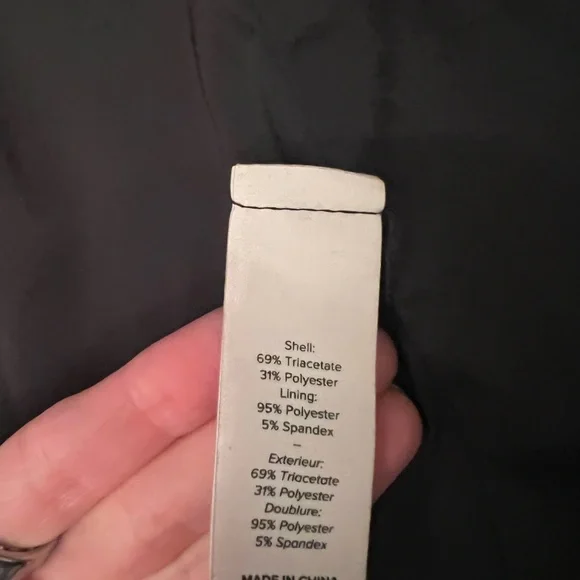 Shell:
69% Triacetate
31% Polyester
Lining:
95% Polyester
5% Spandex
–
Exterieur:
69% Triacetate
31% Polyester
Doublure:
95% Polyester
5% Spandex
MADE IN CHINA